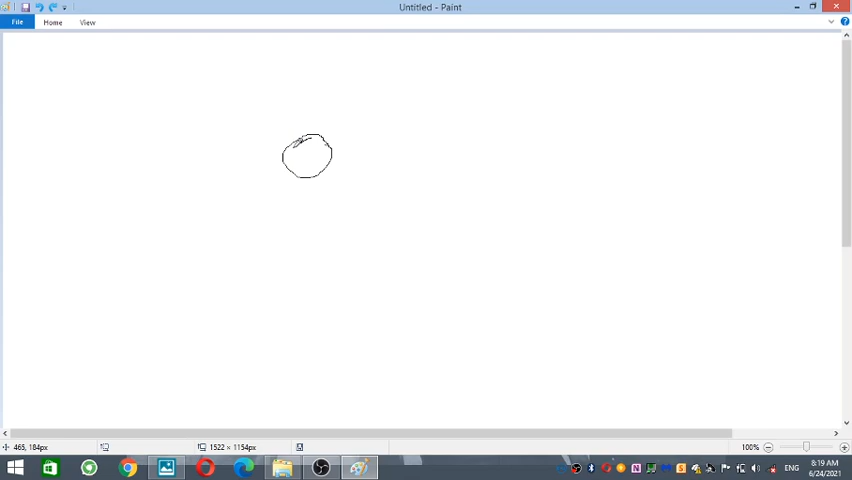 Untitled - Paint
File Home View
465, 184px 1522 × 1154px 100%
ENG 8:19 AM
6/24/2021